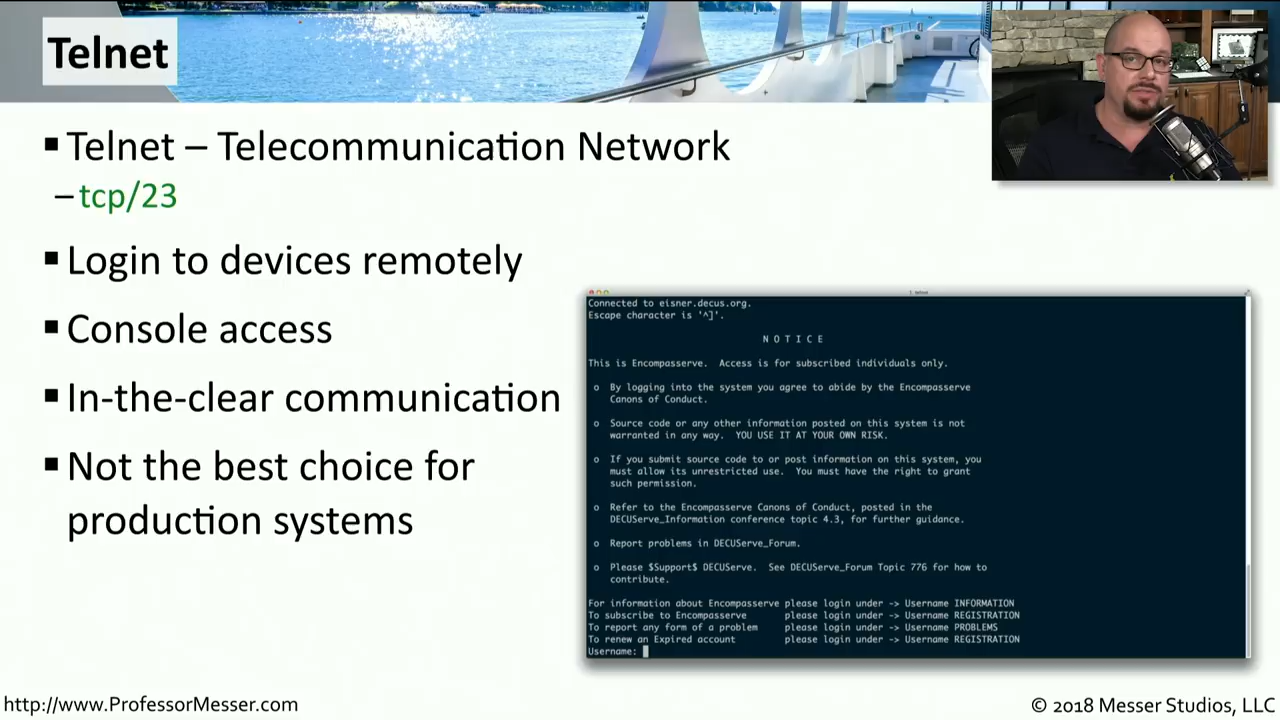 Telnet
▪ Telnet – Telecommunication Network
– tcp/23
▪ Login to devices remotely
▪ Console access
▪ In-the-clear communication
▪ Not the best choice for
production systems
Connected to eisner.decus.org.
Escape character is '^]'.
N O T I C E
This is Encompasserve. Access is for subscribed individuals only.
o By logging into the system you agree to abide by the Encompasserve
Canons of Conduct.
o Source code or any other information posted on this system is not
warranted in any way. YOU USE IT AT YOUR OWN RISK.
o If you submit source code to or post information on this system, you
must allow its unrestricted use. You must have the right to grant
such permission.
o Refer to the Encompasserve Canons of Conduct, posted in the
DECUServe_Information conference topic 4.3, for further guidance.
o Report problems in DECUServe_Forum.
o Please $Support$ DECUServe. See DECUServe_Forum Topic 776 for how to
contribute.
For information about Encompasserve please login under -> Username INFORMATION
To subscribe to Encompasserve please login under -> Username REGISTRATION
To report any form of a problem please login under -> Username PROBLEMS
To renew an Expired account please login under -> Username REGISTRATION
Username:
http://www.ProfessorMesser.com
© 2018 Messer Studios, LLC